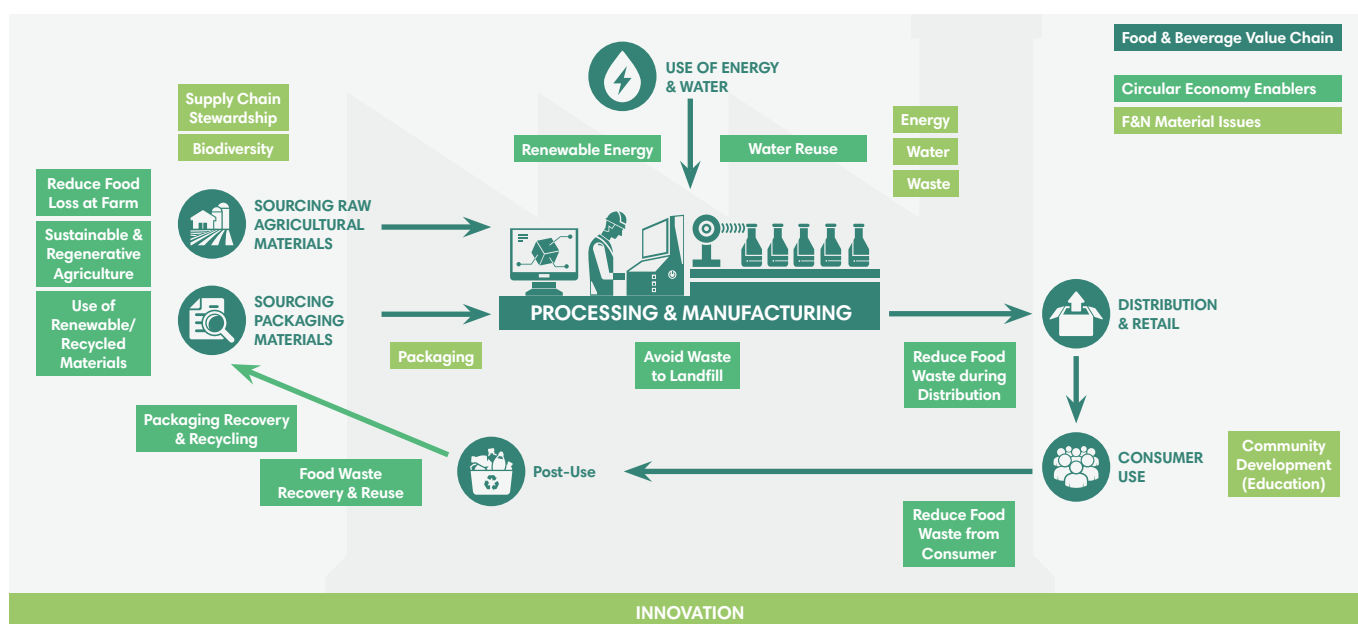 Food & Beverage Value Chain
Circular Economy Enablers
F&N Material Issues
USE OF ENERGY
& WATER
Supply Chain
Stewardship
Biodiversity
Renewable Energy
Water Reuse
Energy
Water
Waste
Reduce Food
Loss at Farm
Sustainable &
Regenerative
Agriculture
Use of
Renewable/
Recycled
Materials
SOURCING RAW
AGRICULTURAL
MATERIALS
SOURCING
PACKAGING
MATERIALS
PROCESSING & MANUFACTURING
DISTRIBUTION
& RETAIL
Packaging
Avoid Waste
to Landfill
Reduce Food
Waste during
Distribution
Packaging Recovery
& Recycling
Food Waste
Recovery & Reuse
Post-Use
CONSUMER
USE
Community
Development
(Education)
Reduce Food
Waste from
Consumer
INNOVATION